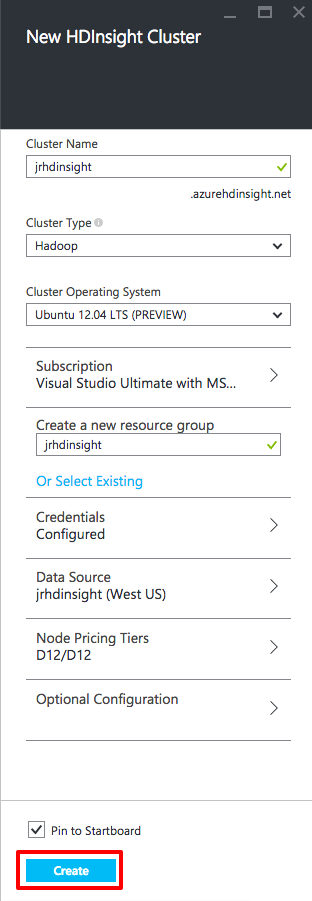 New HDInsight Cluster
Cluster Name
jrhdinsight
.azurehdinsight.net
Cluster Type
Hadoop
Cluster Operating System
Ubuntu 12.04 LTS (PREVIEW)
Subscription
Visual Studio Ultimate with MS...
Create a new resource group
jrhdinsight
Or Select Existing
Credentials
Configured
Data Source
jrhdinsight (West US)
Node Pricing Tiers
D12/D12
Optional Configuration
Pin to Startboard
Create